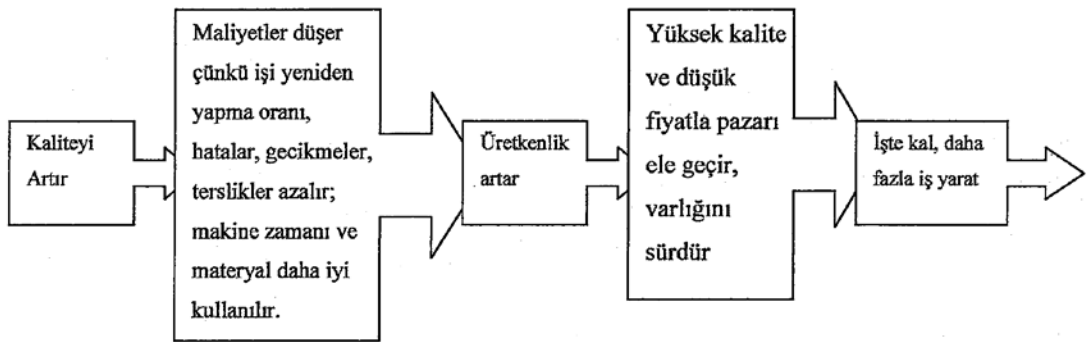 Kaliteyi
Artır
Maliyetler düşer
çünkü işi yeniden
yapma oranı,
hatalar, gecikmeler,
terslikler azalır;
makine zamanı ve
materyal daha iyi
kullanılır.
Üretkenlik
artar
Yüksek kalite
ve düşük
fiyatla pazarı
ele geçir,
varlığını
sürdür
İşte kal, daha
fazla iş yarat